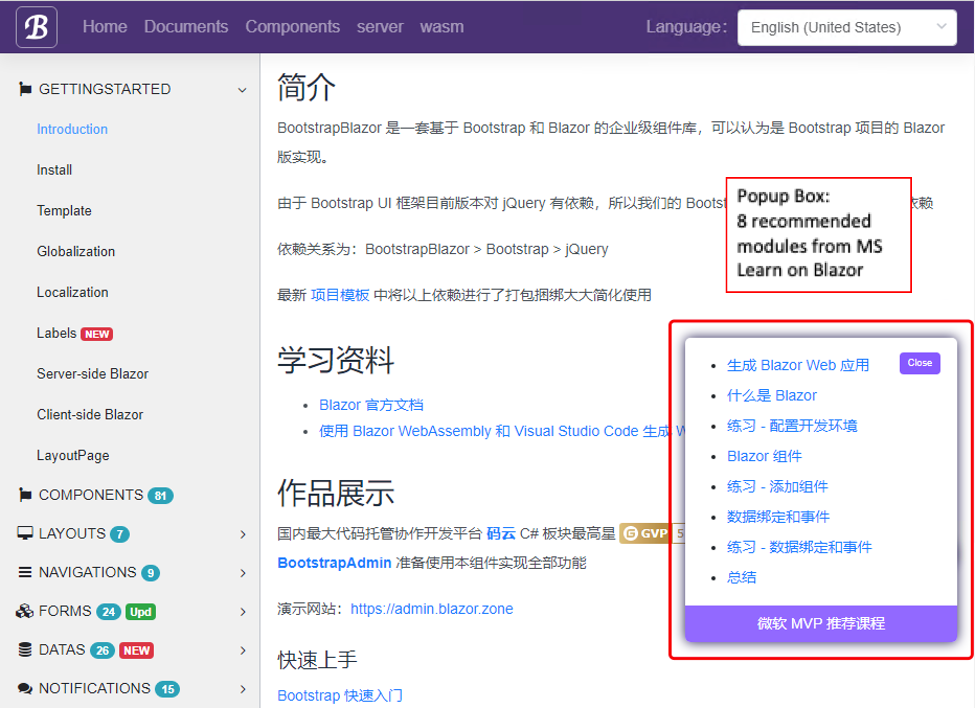 B Home Documents Components server wasm Language: English (United States)
GETTINGSTARTED
Introduction
Install
Template
Globalization
Localization
Labels NEW
Server-side Blazor
Client-side Blazor
LayoutPage
COMPONENTS 81
LAYOUTS 7
NAVIGATIONS 9
FORMS 24 Upd
DATAS 26 NEW
NOTIFICATIONS 15
简介
BootstrapBlazor 是一套基于 Bootstrap 和 Blazor 的企业级组件库，可以认为是 Bootstrap 项目的 Blazor
版实现。
由于 Bootstrap UI 框架目前版本对 jQuery 有依赖，所以我们的 Bootst 依赖
依赖关系为：BootstrapBlazor > Bootstrap > jQuery
最新 项目模板 中将以上依赖进行了打包捆绑大大简化使用
学习资料
Blazor 官方文档
使用 Blazor WebAssembly 和 Visual Studio Code 生成 W
作品展示
国内最大代码托管协作开发平台 码云 C# 板块最高星 GVP 5
BootstrapAdmin 准备使用本组件实现全部功能
演示网站：https://admin.blazor.zone
快速上手
Bootstrap 快速入门
Popup Box:
8 recommended
modules from MS
Learn on Blazor
生成 Blazor Web 应用 Close
什么是 Blazor
练习 - 配置开发环境
Blazor 组件
练习 - 添加组件
数据绑定和事件
练习 - 数据绑定和事件
总结
微软 MVP 推荐课程